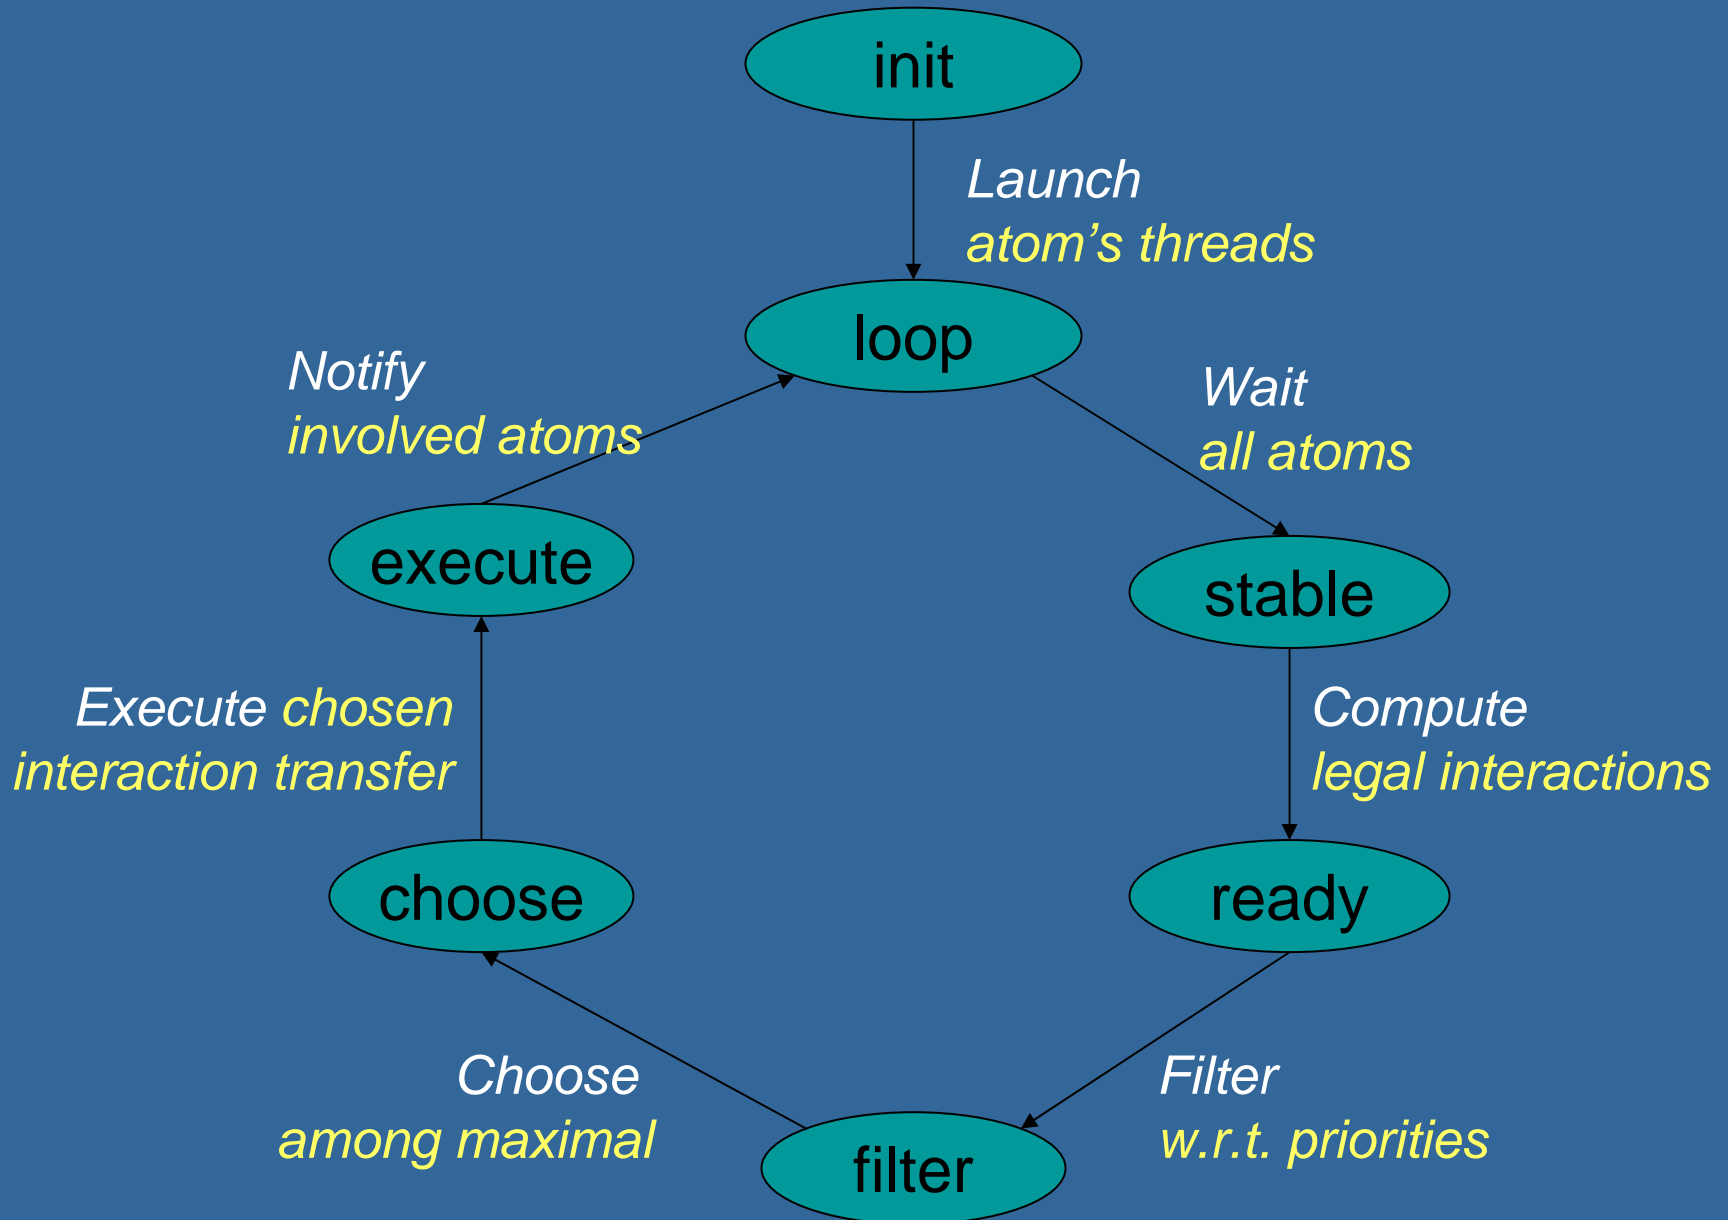 init
Launch
atom’s threads
loop
Notify
involved atoms
Wait
all atoms
execute
stable
Execute chosen
interaction transfer
Compute
legal interactions
choose
ready
Choose
among maximal
Filter
w.r.t. priorities
filter